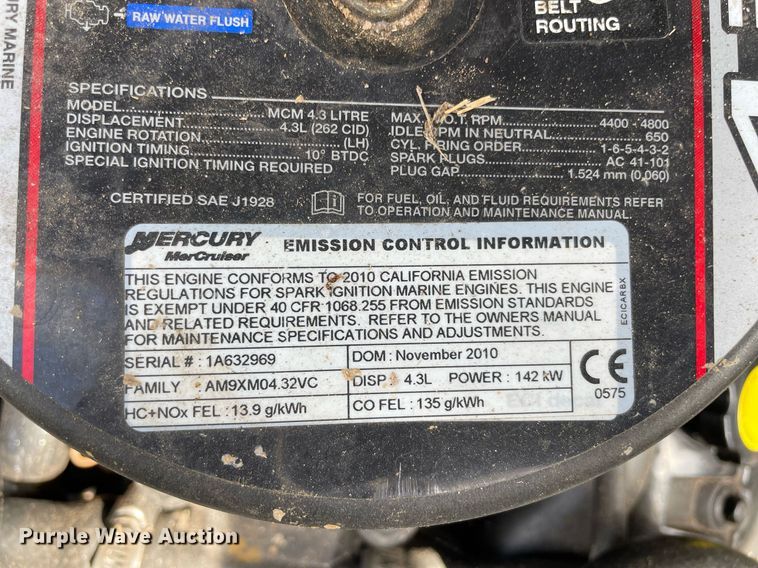 RAW WATER FLUSH
BELT
ROUTING
RY MARINE
SPECIFICATIONS
MODEL MCM 4.3 LITRE
DISPLACEMENT 4.3L (262 CID)
ENGINE ROTATION (LH)
IGNITION TIMING 10° BTDC
SPECIAL IGNITION TIMING REQUIRED
MAX .O.T. RPM 4400 - 4800
IDLE RPM IN NEUTRAL 650
CYL. FIRING ORDER 1-6-5-4-3-2
SPARK PLUGS AC 41-101
PLUG GAP 1.524 mm (0.060)
CERTIFIED SAE J1928
FOR FUEL, OIL, AND FLUID REQUIREMENTS REFER
TO OPERATION AND MAINTENANCE MANUAL.
MERCURY
MerCruiser
EMISSION CONTROL INFORMATION
THIS ENGINE CONFORMS TO 2010 CALIFORNIA EMISSION
REGULATIONS FOR SPARK IGNITION MARINE ENGINES. THIS ENGINE
IS EXEMPT UNDER 40 CFR 1068.255 FROM EMISSION STANDARDS
AND RELATED REQUIREMENTS. REFER TO THE OWNERS MANUAL
FOR MAINTENANCE SPECIFICATIONS AND ADJUSTMENTS.
ECICARBX
SERIAL # : 1A632969
DOM : November 2010
FAMILY : AM9XM04.32VC
DISP : 4.3L POWER : 142 kW
HC+NOx FEL : 13.9 g/kWh
CO FEL : 135 g/kWh
CE
0575
Purple Wave Auction